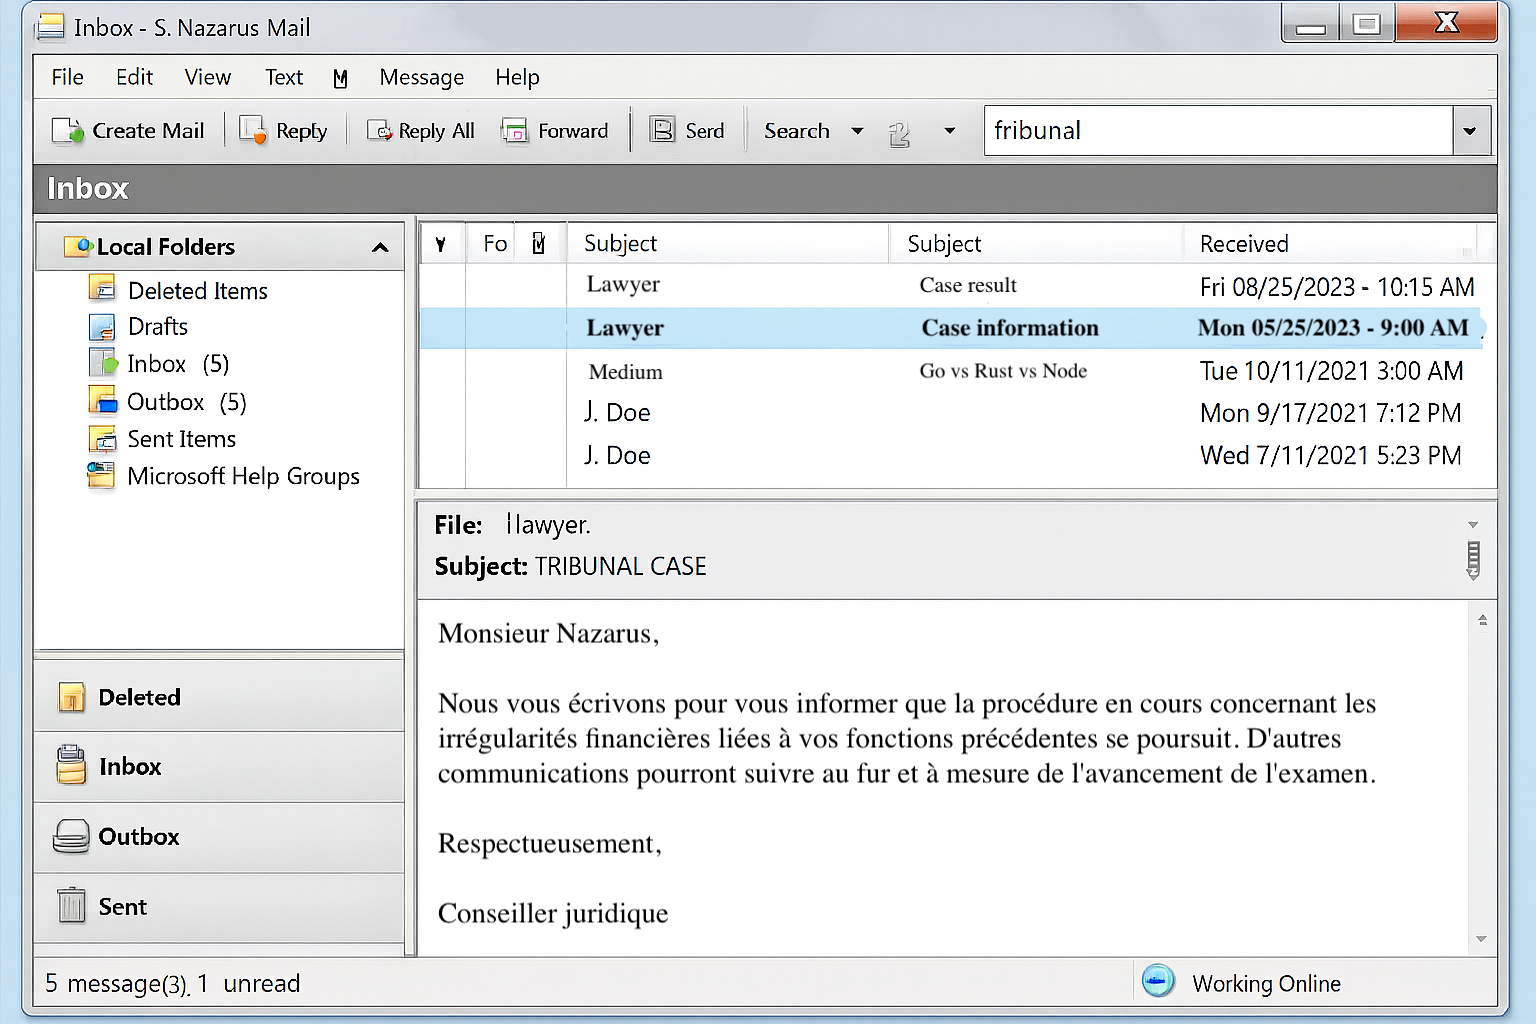 Inbox - S. Nazarus Mail
File Edit View Text M Message Help
Create Mail Reply Reply All Forward Serd Search fribunal
Inbox
Local Folders
Deleted Items
Drafts
Inbox (5)
Outbox (5)
Sent Items
Microsoft Help Groups
Deleted
Inbox
Outbox
Sent
Fo Subject Subject Received
Lawyer Case result Fri 08/25/2023 - 10:15 AM
Lawyer Case information Mon 05/25/2023 - 9:00 AM
Medium Go vs Rust vs Node Tue 10/11/2021 3:00 AM
J. Doe Mon 9/17/2021 7:12 PM
J. Doe Wed 7/11/2021 5:23 PM
File: llawyer.
Subject: TRIBUNAL CASE
Monsieur Nazarus,
Nous vous écrivons pour vous informer que la procédure en cours concernant les
irrégularités financières liées à vos fonctions précédentes se poursuit. D'autres
communications pourront suivre au fur et à mesure de l'avancement de l'examen.
Respectueusement,
Conseiller juridique
5 message(3), 1 unread
Working Online